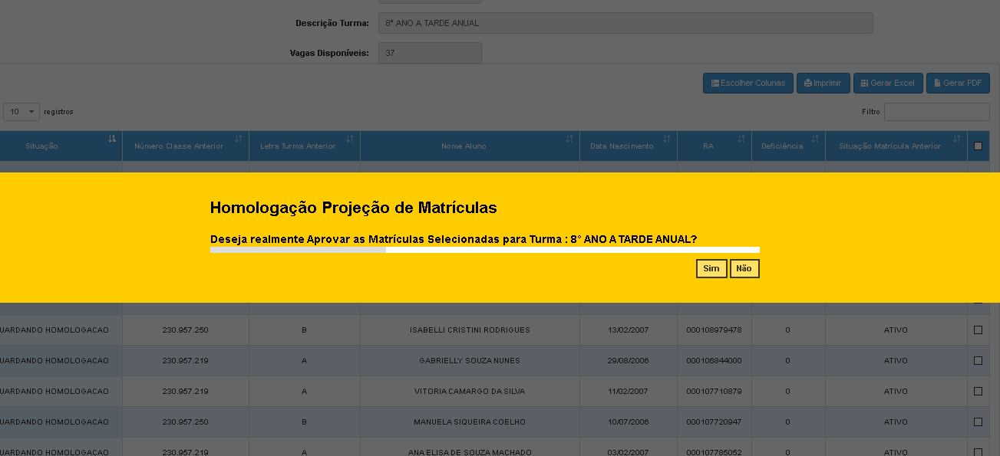 Descrição Turma: 8° ANO A TARDE ANUAL
Vagas Disponíveis: 37
Escolher Colunas Imprimir Gerar Excel Gerar PDF
10 registros Filtro
Situação Número Classe Anterior Letra Turma Anterior Nome Aluno Data Nascimento RA Deficiência Situação Matrícula Anterior
Homologação Projeção de Matrículas
Deseja realmente Aprovar as Matrículas Selecionadas para Turma : 8° ANO A TARDE ANUAL?
Sim Não
UARDANDO HOMOLOGACAO 230.957.250 B ISABELLI CRISTINI RODRIGUES 13/02/2007 000108979478 0 ATIVO
UARDANDO HOMOLOGACAO 230.957.219 A GABRIELLY SOUZA NUNES 29/08/2006 000106844000 0 ATIVO
UARDANDO HOMOLOGACAO 230.957.219 A VITORIA CAMARGO DA SILVA 11/02/2007 000107710879 0 ATIVO
UARDANDO HOMOLOGACAO 230.957.250 B MANUELA SIQUEIRA COELHO 10/07/2006 000107720947 0 ATIVO
UARDANDO HOMOLOGACAO 230.957.219 A ANA ELISA DE SOUZA MACHADO 03/02/2007 000107785052 0 ATIVO